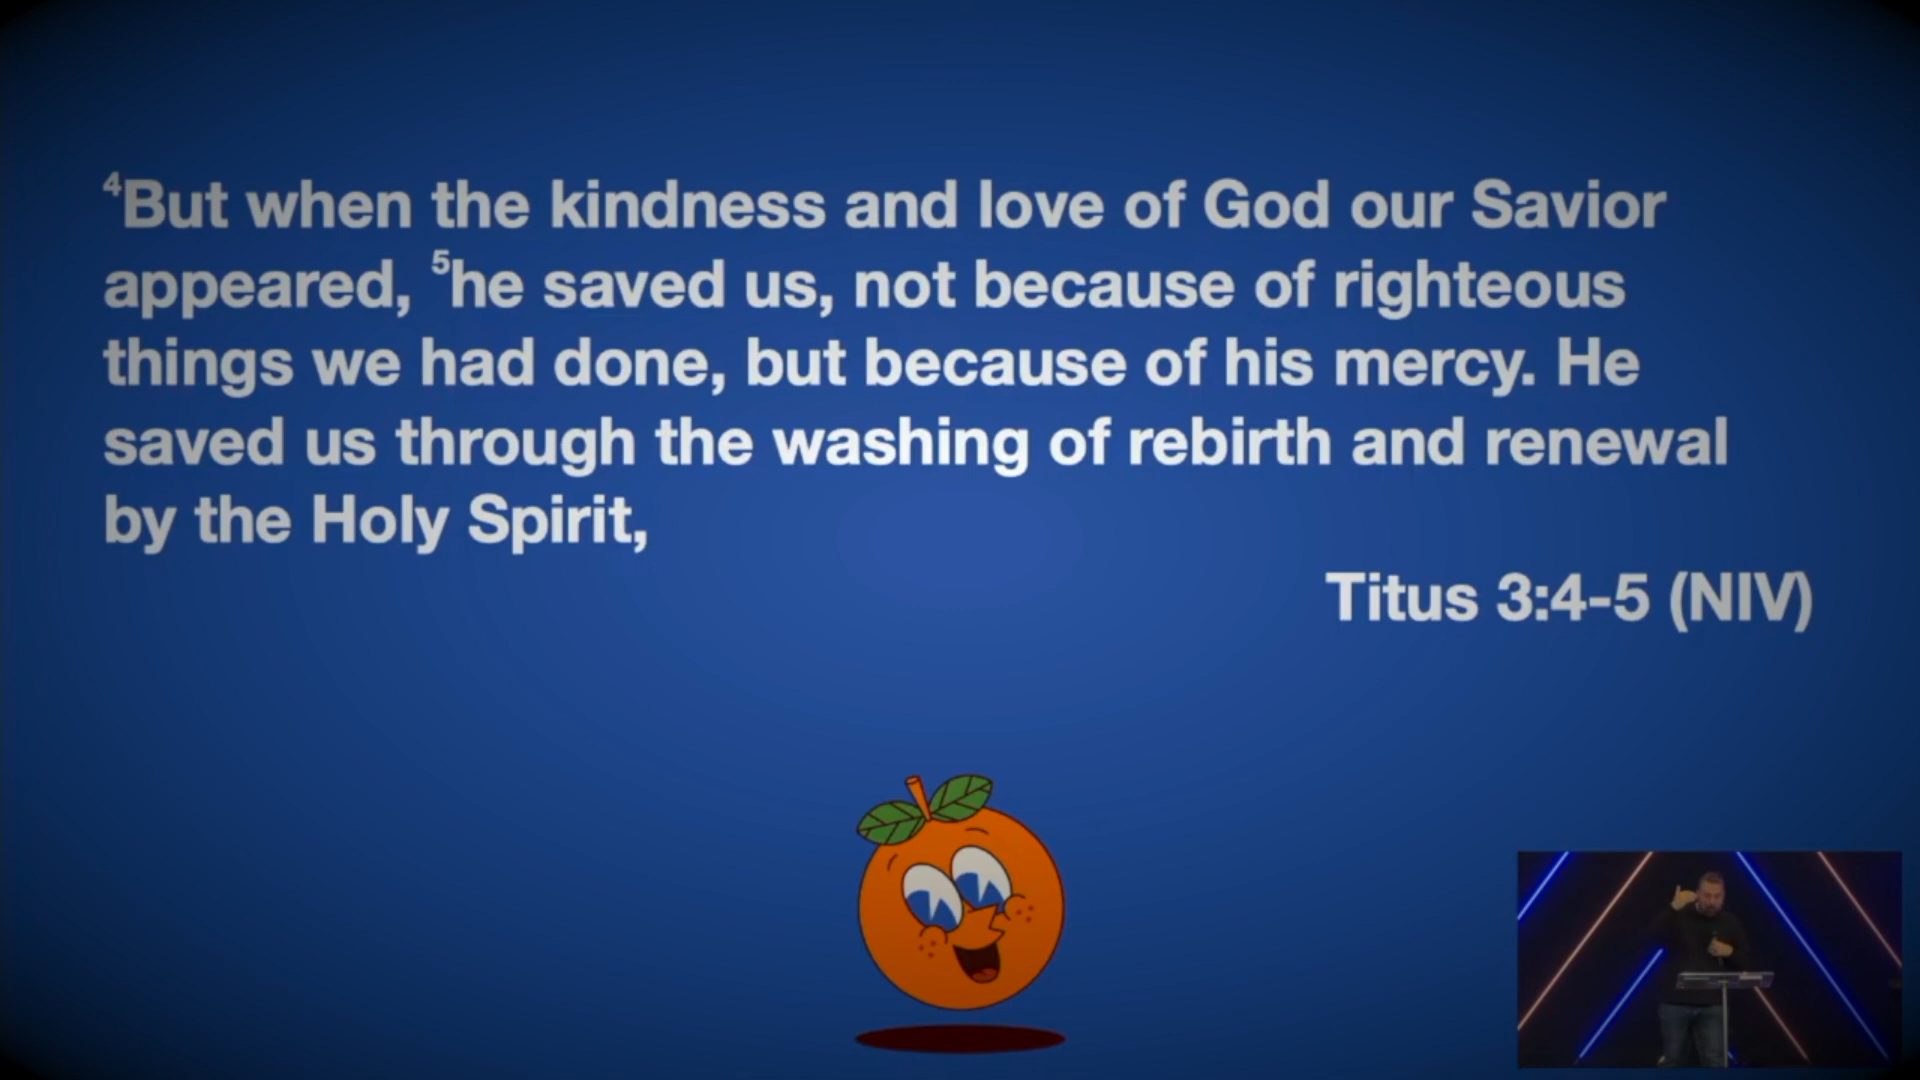 ⁴But when the kindness and love of God our Savior
appeared, ⁵he saved us, not because of righteous
things we had done, but because of his mercy. He
saved us through the washing of rebirth and renewal
by the Holy Spirit,
Titus 3:4-5 (NIV)